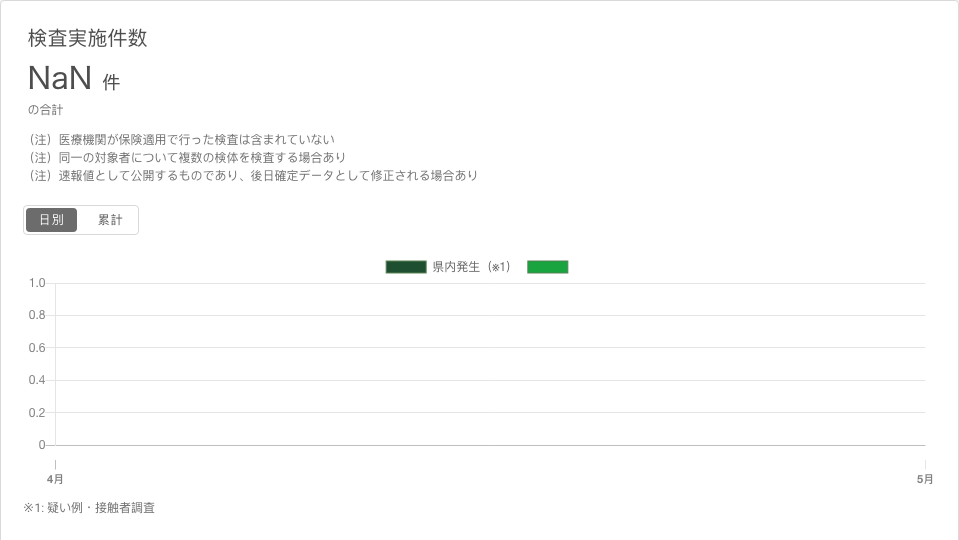 検査実施件数
NaN 件
の合計
（注）医療機関が保険適用で行った検査は含まれていない
（注）同一の対象者について複数の検体を検査する場合あり
（注）速報値として公開するものであり、後日確定データとして修正される場合あり
日別 累計
県内発生（※1）
1.0
0.8
0.6
0.4
0.2
0
4月 5月
※1: 疑い例・接触者調査